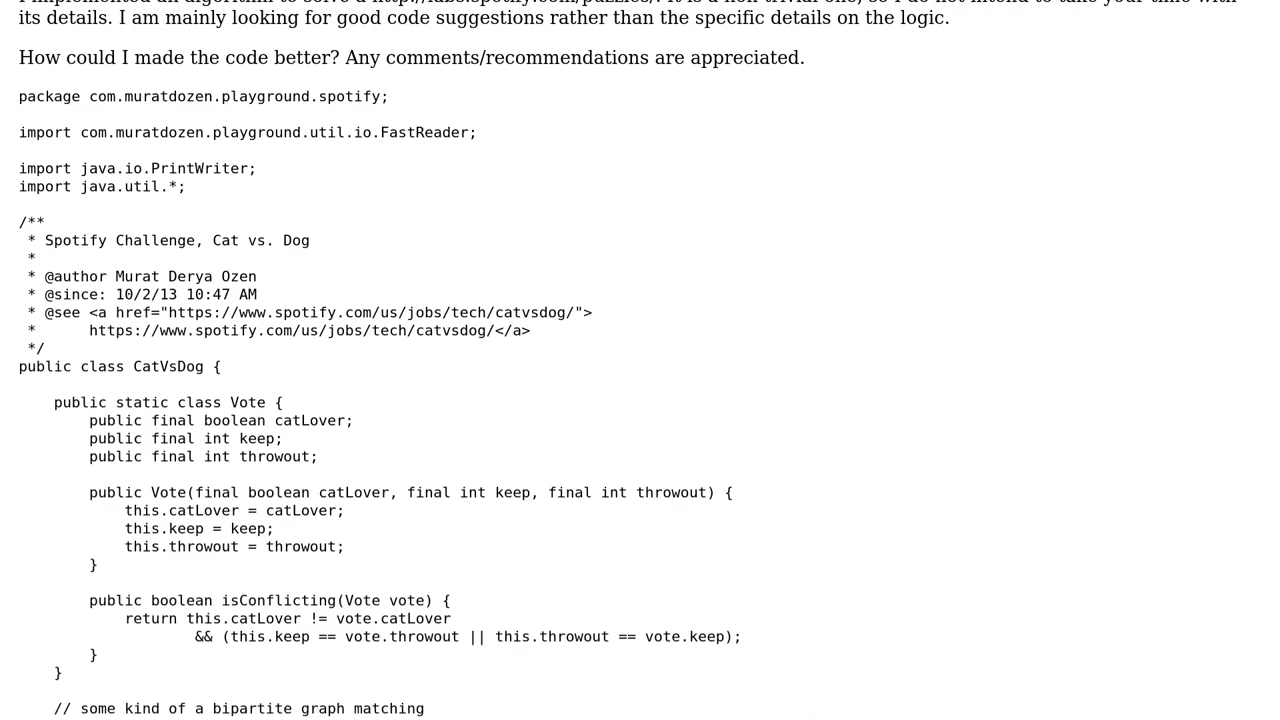 its details. I am mainly looking for good code suggestions rather than the specific details on the logic.
How could I made the code better? Any comments/recommendations are appreciated.
package com.muratdozen.playground.spotify;
import com.muratdozen.playground.util.io.FastReader;
import java.io.PrintWriter;
import java.util.*;
/**
 * Spotify Challenge, Cat vs. Dog
 *
 * @author Murat Derya Ozen
 * @since: 10/2/13 10:47 AM
 * @see <a href="https://www.spotify.com/us/jobs/tech/catvsdog/">
 *      https://www.spotify.com/us/jobs/tech/catvsdog/</a>
 */
public class CatVsDog {
    public static class Vote {
        public final boolean catLover;
        public final int keep;
        public final int throwout;
        public Vote(final boolean catLover, final int keep, final int throwout) {
            this.catLover = catLover;
            this.keep = keep;
            this.throwout = throwout;
        }
        public boolean isConflicting(Vote vote) {
            return this.catLover != vote.catLover
                    && (this.keep == vote.throwout || this.throwout == vote.keep);
        }
    }
    // some kind of a bipartite graph matching